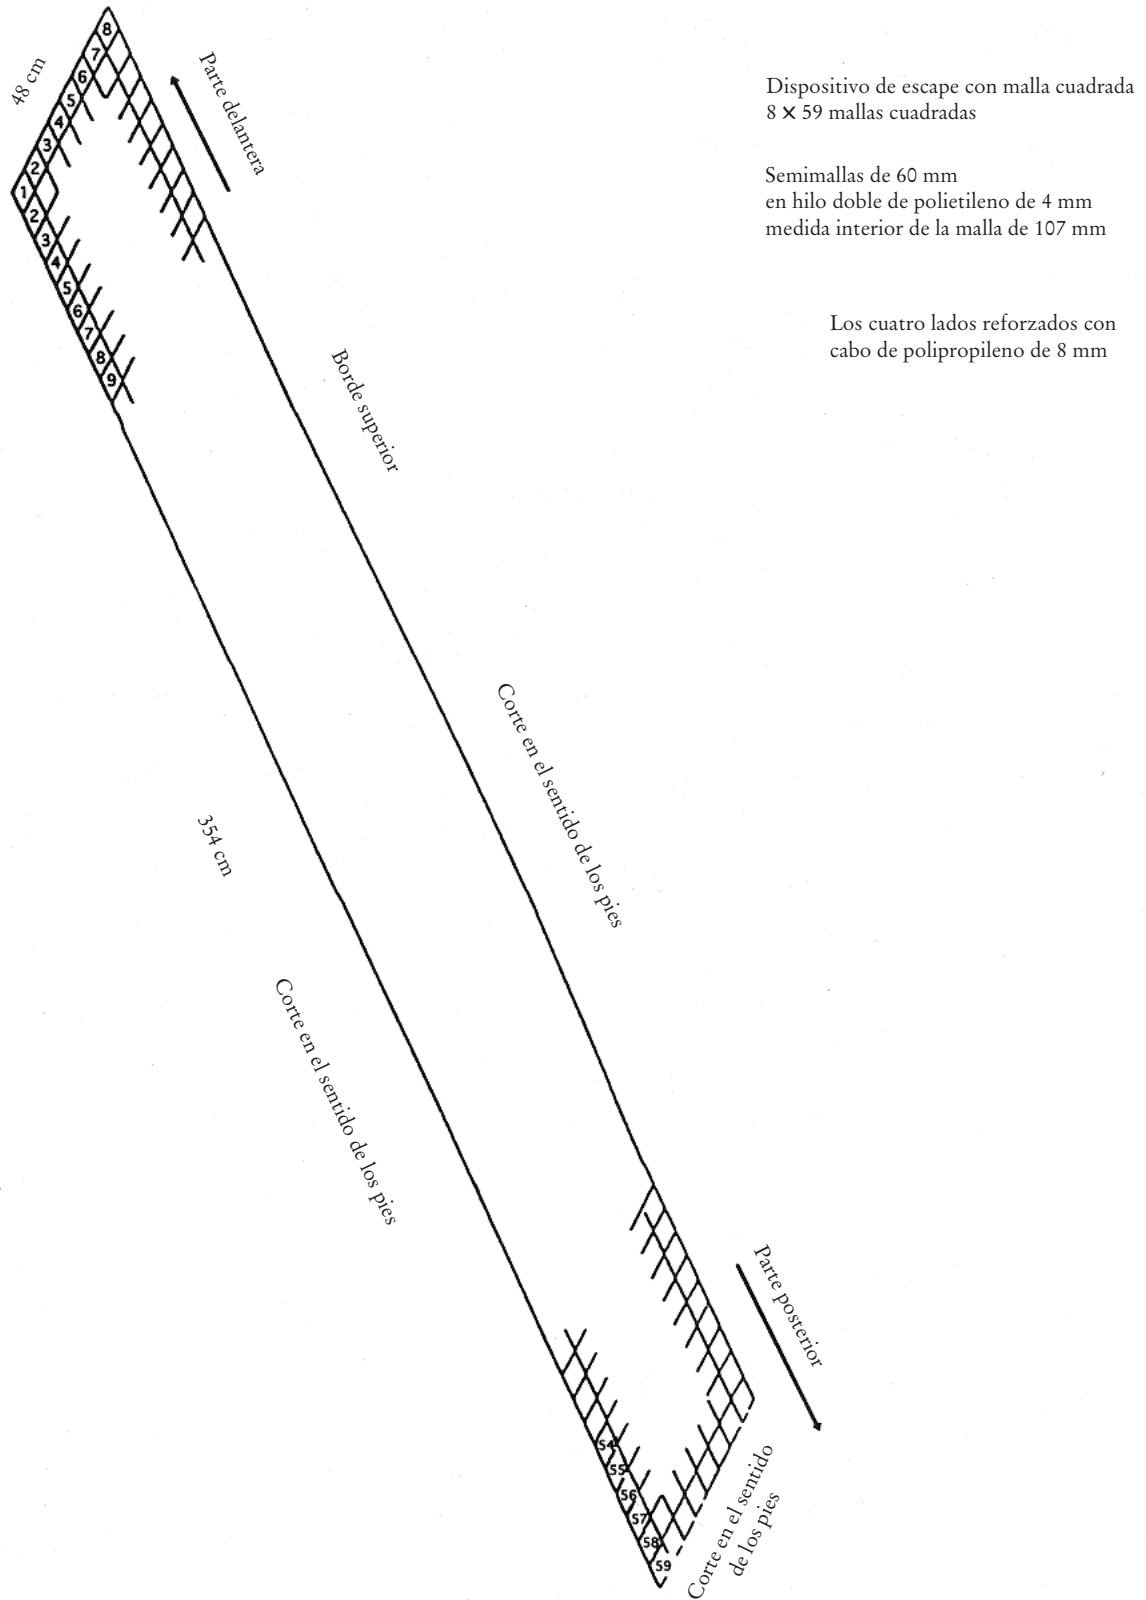 8
7
6
5
4
3
2
1
2
3
4
5
6
7
8
9
48 cm
Parte delantera
Dispositivo de escape con malla cuadrada
8 × 59 mallas cuadradas
Semimallas de 60 mm
en hilo doble de polietileno de 4 mm
medida interior de la malla de 107 mm
Los cuatro lados reforzados con
cabo de polipropileno de 8 mm
Borde superior
Corte en el sentido de los pies
354 cm
Corte en el sentido de los pies
Parte posterior
54
55
56
57
58
59
Corte en el sentido
de los pies